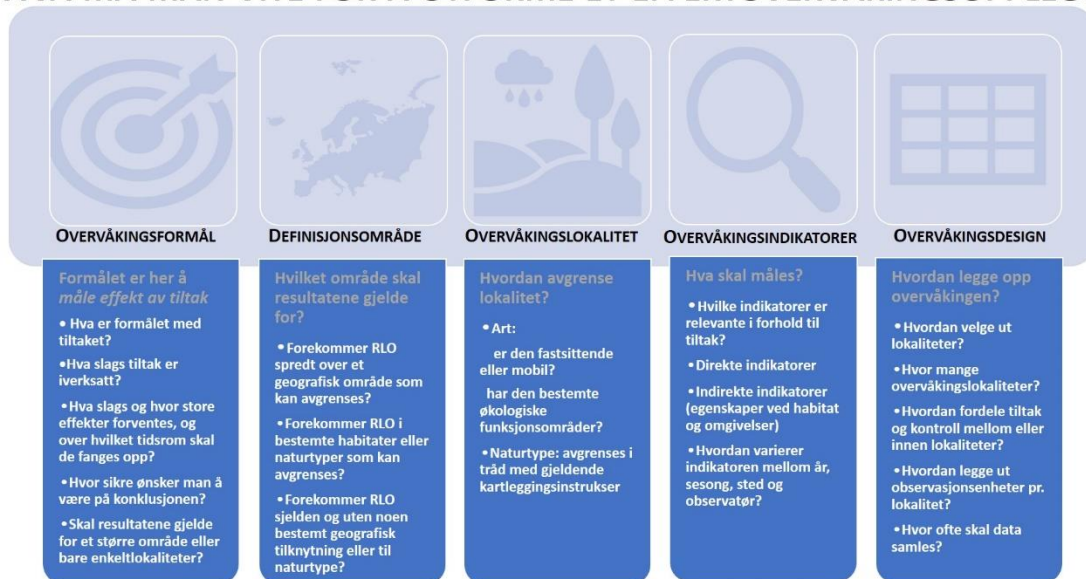 OVERVÅKINGSFORMÅL
Formålet er her å
måle effekt av tiltak
• Hva er formålet med
tiltaket?
•Hva slags tiltak er
iverksatt?
•Hva slags og hvor store
effekter forventes, og
over hvilket tidsrom skal
de fanges opp?
•Hvor sikre ønsker man å
være på konklusjonen?
•Skal resultatene gjelde
for et større område eller
bare enkeltlokaliteter?
DEFINISJONSOMRÅDE
Hvilket område skal
resultatene gjelde
for?
•Forekommer RLO
spredt over et
geografisk område som
kan avgrenses?
•Forekommer RLO i
bestemte habitater eller
naturtyper som kan
avgrenses?
•Forekommer RLO
sjelden og uten noen
bestemt geografisk
tilknytning eller til
naturtype?
OVERVÅKINGSLOKALITET
Hvordan avgrense
lokalitet?
•Art:
er den fastsittende
eller mobil?
har den bestemte
økologiske
funksjonsområder?
•Naturtype: avgrenses i
tråd med gjeldende
kartleggingsinstrukser
OVERVÅKINGSINDIKATORER
Hva skal måles?
•Hvilke indikatorer er
relevante i forhold til
tiltak?
•Direkte indikatorer
•Indirekte indikatorer
(egenskaper ved habitat
og omgivelser)
•Hvordan varierer
indikatoren mellom år,
sesong, sted og
observatør?
OVERVÅKINGSDESIGN
Hvordan legge opp
overvåkingen?
•Hvordan velge ut
lokaliteter?
•Hvor mange
overvåkingslokaliteter?
•Hvordan fordele tiltak
og kontroll mellom eller
innen lokaliteter?
•Hvordan legge ut
observasjonsenheter pr.
lokalitet?
•Hvor ofte skal data
samles?